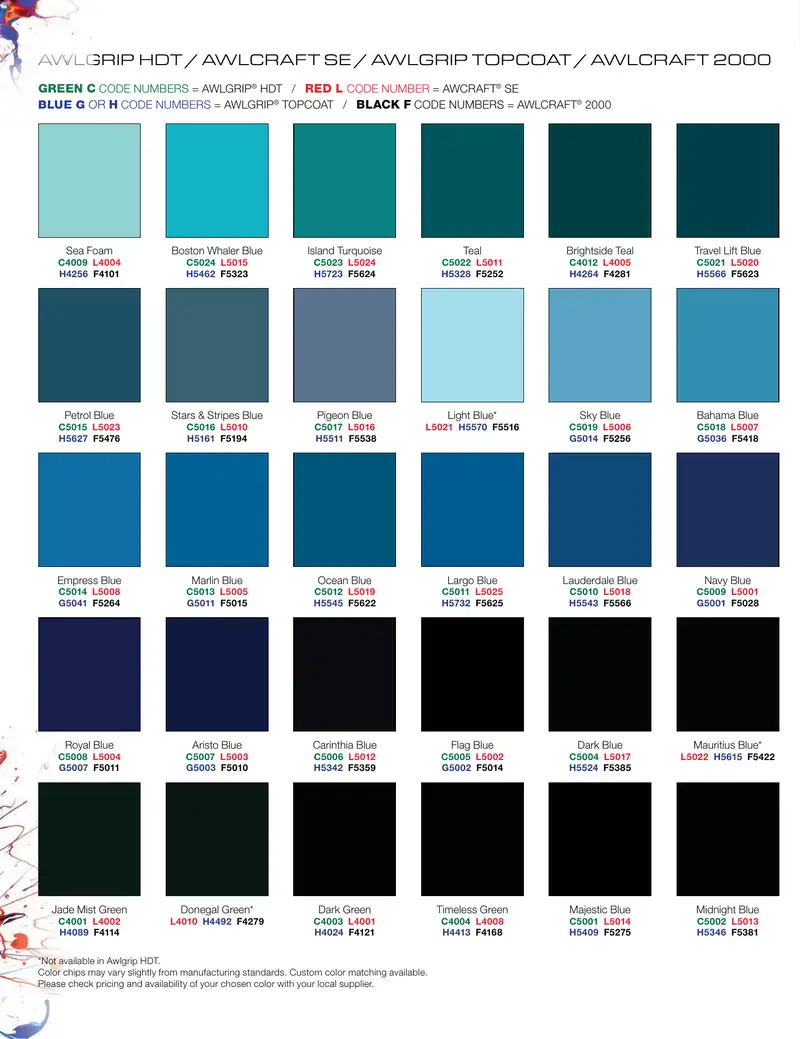 AWLGRIP HDT / AWLCRAFT SE / AWLGRIP TOPCOAT / AWLCRAFT 2000
GREEN C CODE NUMBERS = AWLGRIP® HDT / RED L CODE NUMBER = AWCRAFT® SE
BLUE G OR H CODE NUMBERS = AWLGRIP® TOPCOAT / BLACK F CODE NUMBERS = AWLCRAFT® 2000
Sea Foam Boston Whaler Blue Island Turquoise Teal Brightside Teal Travel Lift Blue
C4009 L4004 C5024 L5015 C5023 L5024 C5022 L5011 C4012 L4005 C5021 L5020
H4256 F4101 H5462 F5323 H5723 F5624 H5328 F5252 H4264 F4281 H5566 F5623
Petrol Blue Stars & Stripes Blue Pigeon Blue Light Blue* Sky Blue Bahama Blue
C5015 L5023 C5016 L5010 C5017 L5016 L5021 H5570 F5516 C5019 L5006 C5018 L5007
H5627 F5476 H5161 F5194 H5511 F5538 G5014 F5256 G5036 F5418
Empress Blue Marlin Blue Ocean Blue Largo Blue Lauderdale Blue Navy Blue
C5014 L5008 C5013 L5005 C5012 L5019 C5011 L5025 C5010 L5018 C5009 L5001
G5041 F5264 G5011 F5015 H5545 F5622 H5732 F5625 H5543 F5566 G5001 F5028
Royal Blue Aristo Blue Carinthia Blue Flag Blue Dark Blue Mauritius Blue*
C5008 L5004 C5007 L5003 C5006 L5012 C5005 L5002 C5004 L5017 L5022 H5615 F5422
G5007 F5011 G5003 F5010 H5342 F5359 G5002 F5014 H5524 F5385
Jade Mist Green Donegal Green* Dark Green Timeless Green Majestic Blue Midnight Blue
C4001 L4002 L4010 H4492 F4279 C4003 L4001 C4004 L4008 C5001 L5014 C5002 L5013
H4089 F4114 H4024 F4121 H4413 F4168 H5409 F5275 H5346 F5381
*Not available in Awlgrip HDT.
Color chips may vary slightly from manufacturing standards. Custom color matching available.
Please check pricing and availability of your chosen color with your local supplier.